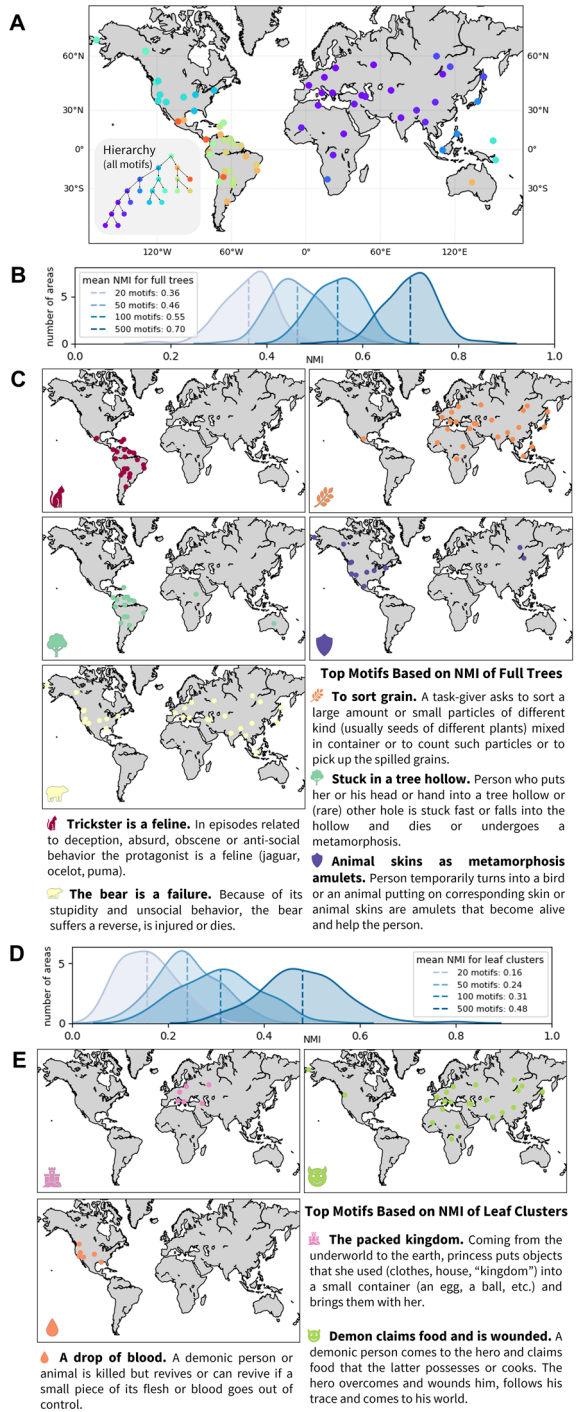 A
60°N
60°N
30°N
30°N
0°
0°
30°S
30°S
Hierarchy
(all motifs)
120°W
60°W
0°
60°E
120°E
B
number of areas
5
0
mean NMI for full trees
20 motifs: 0.36
50 motifs: 0.46
100 motifs: 0.55
500 motifs: 0.70
0.0
0.2
0.4
NMI
0.6
0.8
1.0
C
Top Motifs Based on NMI of Full Trees
To sort grain. A task-giver asks to sort a
large amount or small particles of different
kind (usually seeds of different plants) mixed
in container or to count such particles or to
pick up the spilled grains.
Stuck in a tree hollow. Person who puts
her or his head or hand into a tree hollow or
(rare) other hole is stuck fast or falls into the
hollow and dies or undergoes a
metamorphosis.
Trickster is a feline. In episodes related
to deception, absurd, obscene or anti-social
behavior the protagonist is a feline (jaguar,
ocelot, puma).
Animal skins as metamorphosis
amulets. Person temporarily turns into a bird
or an animal putting on corresponding skin or
animal skins are amulets that become alive
and help the person.
The bear is a failure. Because of its
stupidity and unsocial behavior, the bear
suffers a reverse, is injured or dies.
D
number of areas
5
0
mean NMI for leaf clusters
20 motifs: 0.16
50 motifs: 0.24
100 motifs: 0.31
500 motifs: 0.48
0.0
0.2
0.4
NMI
0.6
0.8
1.0
E
Top Motifs Based on NMI of Leaf Clusters
The packed kingdom. Coming from the
underworld to the earth, princess puts objects
that she used (clothes, house, “kingdom”) into
a small container (an egg, a ball, etc.) and
brings them with her.
Demon claims food and is wounded. A
demonic person comes to the hero and claims
food that the latter possesses or cooks. The
hero overcomes and wounds him, follows his
trace and comes to his world.
A drop of blood. A demonic person or
animal is killed but revives or can revive if a
small piece of its flesh or blood goes out of
control.